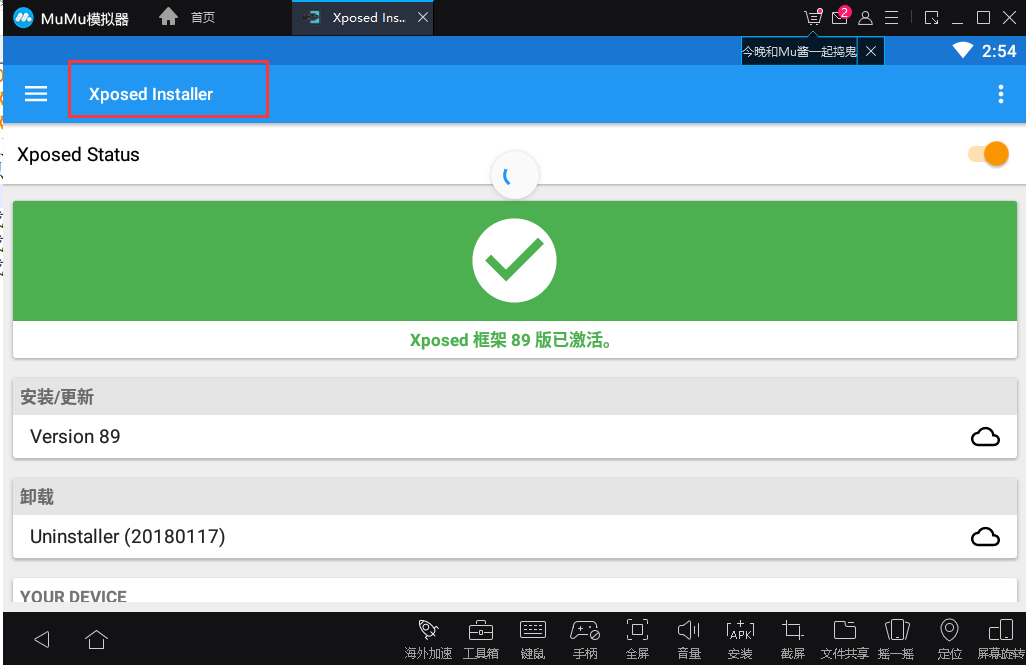 MuMu模拟器 首页 Xposed Ins..
2
今晚和Mu酱一起捣鬼
2:54
Xposed Installer
Xposed Status
Xposed 框架 89 版已激活。
安装/更新
Version 89
卸载
Uninstaller (20180117)
YOUR DEVICE
APK
海外加速 工具箱 键鼠 手柄 全屏 音量 安装 截屏 文件共享 摇一摇 定位 屏幕旋转